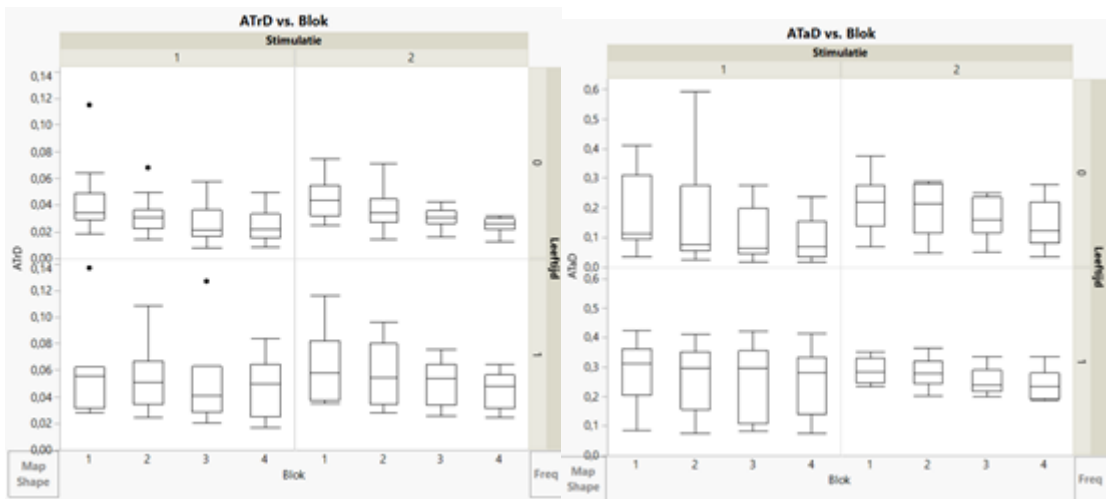 ATrD vs. Blok
Stimulatie
1 2
0,14
0,12
0,10
0,08
0,06
0,04
0,02
0,00
0
ATrD
Leeftijd
0,14
0,12
0,10
0,08
0,06
0,04
0,02
0,00
1
1 2 3 4 1 2 3 4
Blok
Map
Shape
Freq
ATaD vs. Blok
Stimulatie
1 2
0,6
0,5
0,4
0,3
0,2
0,1
0,0
0
ATaD
Leeftijd
0,6
0,5
0,4
0,3
0,2
0,1
0,0
1
1 2 3 4 1 2 3 4
Blok
Map
Shape
Freq